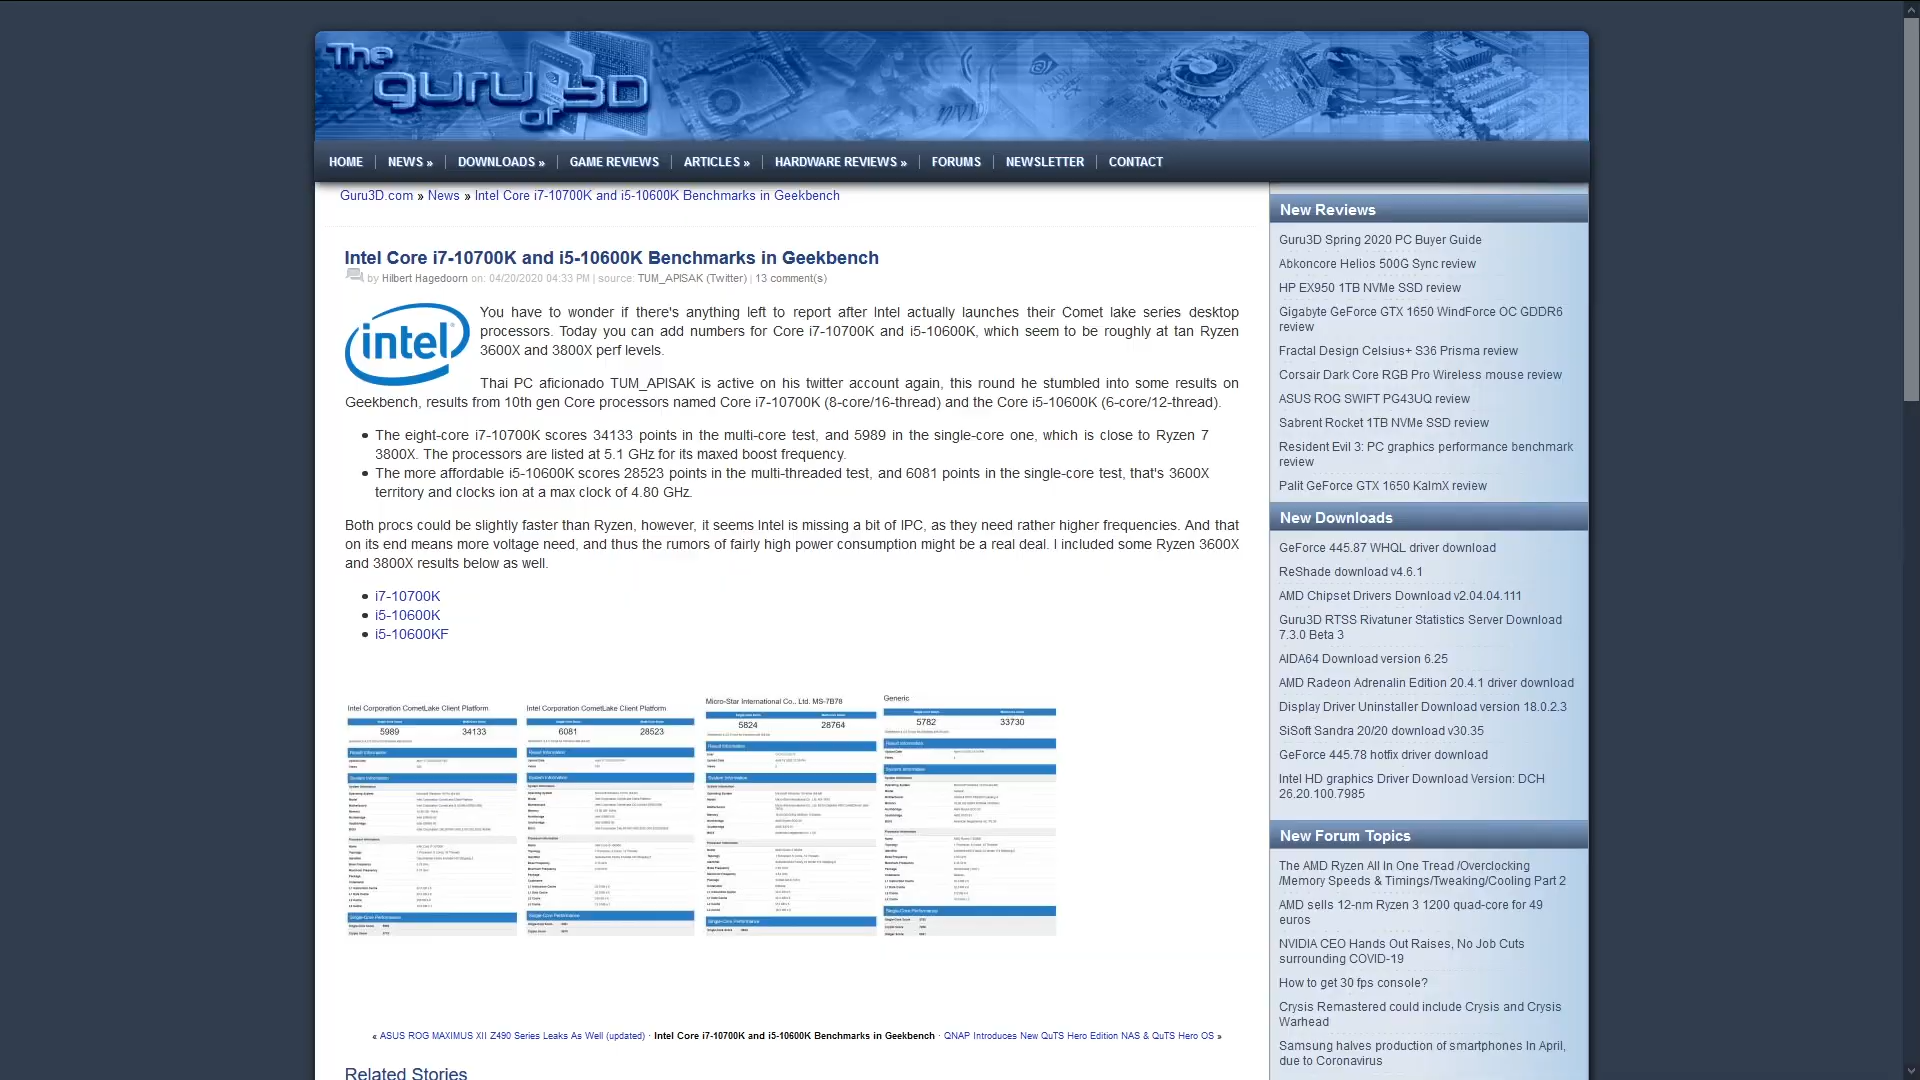 The
guru
of 3D
HOME
NEWS »
DOWNLOADS »
GAME REVIEWS
ARTICLES »
HARDWARE REVIEWS »
FORUMS
NEWSLETTER
CONTACT
Guru3D.com » News » Intel Core i7-10700K and i5-10600K Benchmarks in Geekbench
Intel Core i7-10700K and i5-10600K Benchmarks in Geekbench
by Hilbert Hagedoorn on: 04/20/2020 04:33 PM | source: TUM_APISAK (Twitter) | 13 comment(s)
intel
You have to wonder if there's anything left to report after Intel actually launches their Comet lake series desktop
processors. Today you can add numbers for Core i7-10700K and i5-10600K, which seem to be roughly at tan Ryzen
3600X and 3800X perf levels.
Thai PC aficionado TUM_APISAK is active on his twitter account again, this round he stumbled into some results on
Geekbench, results from 10th gen Core processors named Core i7-10700K (8-core/16-thread) and the Core i5-10600K (6-core/12-thread).
• The eight-core i7-10700K scores 34133 points in the multi-core test, and 5989 in the single-core one, which is close to Ryzen 7
3800X. The processors are listed at 5.1 GHz for its maxed boost frequency.
• The more affordable i5-10600K scores 28523 points in the multi-threaded test, and 6081 points in the single-core test, that's 3600X
territory and clocks ion at a max clock of 4.80 GHz.
Both procs could be slightly faster than Ryzen, however, it seems Intel is missing a bit of IPC, as they need rather higher frequencies. And that
on its end means more voltage need, and thus the rumors of fairly high power consumption might be a real deal. I included some Ryzen 3600X
and 3800X results below as well.
• i7-10700K
• i5-10600K
• i5-10600KF
Intel Corporation CometLake Client Platform
5989 34133
Result Information
System Information
Single-Core Performance
Intel Corporation CometLake Client Platform
6081 28523
Result Information
System Information
Single-Core Performance
Micro-Star International Co., Ltd. MS-7B78
5824 28764
Result Information
System Information
Single-Core Performance
Generic
5782 33730
Result Information
System Information
Single-Core Performance
« ASUS ROG MAXIMUS XII Z490 Series Leaks As Well (updated) · Intel Core i7-10700K and i5-10600K Benchmarks in Geekbench · QNAP Introduces New QuTS Hero Edition NAS & QuTS Hero OS »
Related Stories
New Reviews
Guru3D Spring 2020 PC Buyer Guide
Abkoncore Helios 500G Sync review
HP EX950 1TB NVMe SSD review
Gigabyte GeForce GTX 1650 WindForce OC GDDR6
review
Fractal Design Celsius+ S36 Prisma review
Corsair Dark Core RGB Pro Wireless mouse review
ASUS ROG SWIFT PG43UQ review
Sabrent Rocket 1TB NVMe SSD review
Resident Evil 3: PC graphics performance benchmark
review
Palit GeForce GTX 1650 KalmX review
New Downloads
GeForce 445.87 WHQL driver download
ReShade download v4.6.1
AMD Chipset Drivers Download v2.04.04.111
Guru3D RTSS Rivatuner Statistics Server Download
7.3.0 Beta 3
AIDA64 Download version 6.25
AMD Radeon Adrenalin Edition 20.4.1 driver download
Display Driver Uninstaller Download version 18.0.2.3
SiSoft Sandra 20/20 download v30.35
GeForce 445.78 hotfix driver download
Intel HD graphics Driver Download Version: DCH
26.20.100.7985
New Forum Topics
The AMD Ryzen All In One Tread /Overclocking
/Memory Speeds & Timings/Tweaking/Cooling Part 2
AMD sells 12-nm Ryzen 3 1200 quad-core for 49
euros
NVIDIA CEO Hands Out Raises, No Job Cuts
surrounding COVID-19
How to get 30 fps console?
Crysis Remastered could include Crysis and Crysis
Warhead
Samsung halves production of smartphones In April,
due to Coronavirus